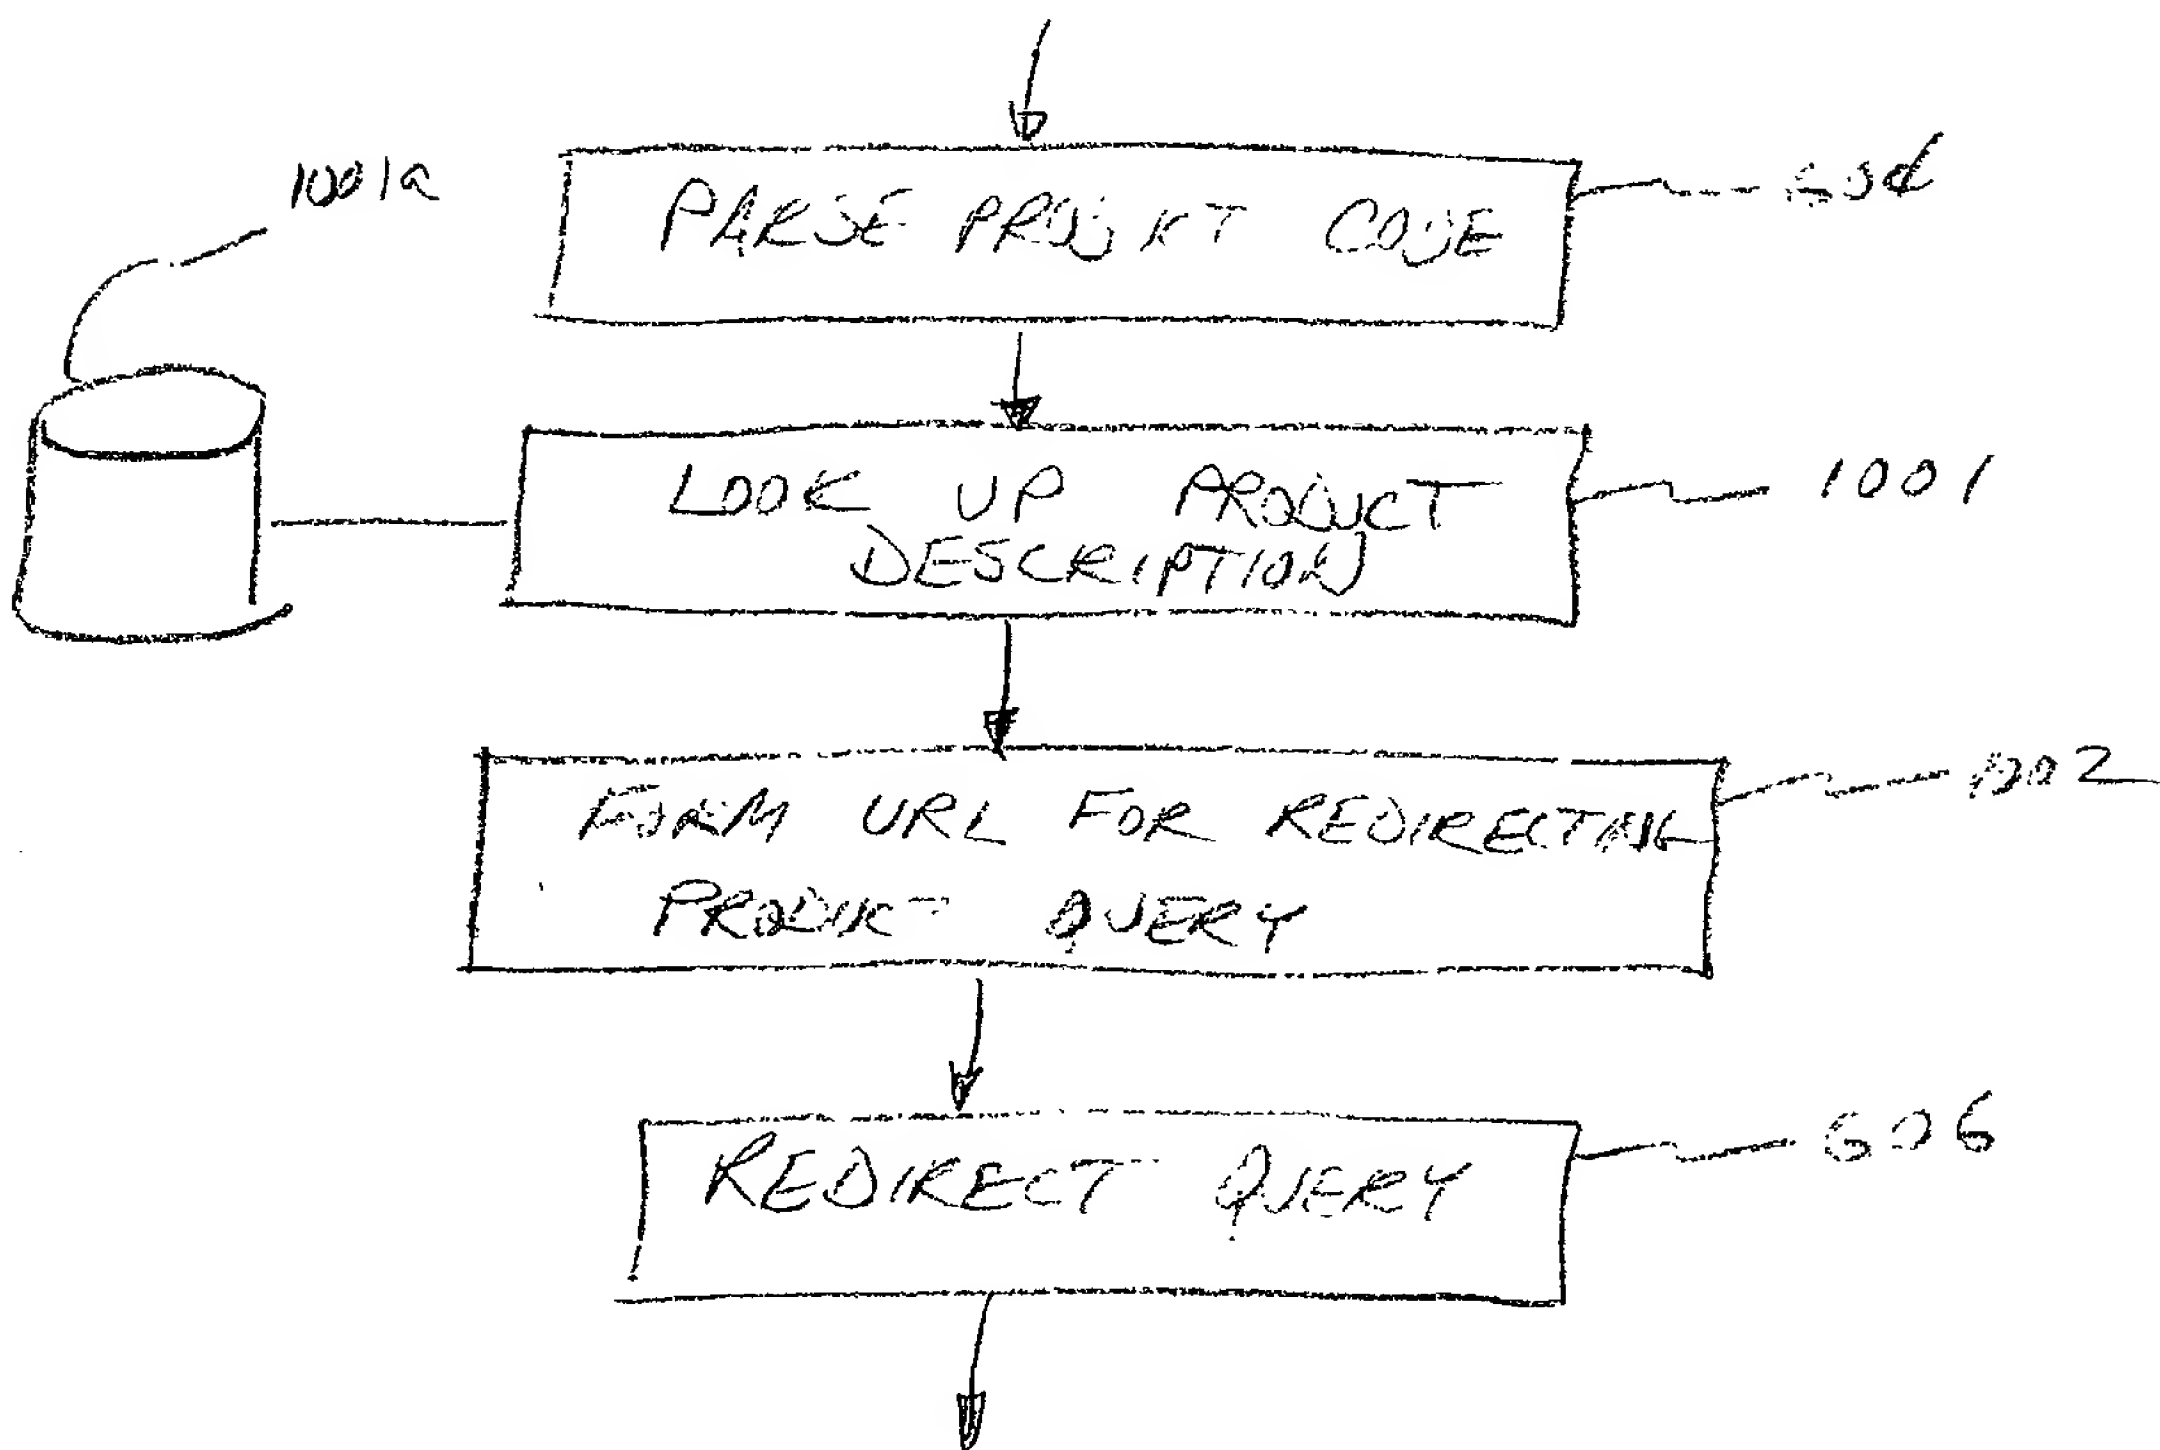 1001a
PARSE PRODUCT CODE
604
LOOK UP PRODUCT
DESCRIPTION
1001
FORM URL FOR REDIRECTING
PRODUCT QUERY
1002
REDIRECT QUERY
606